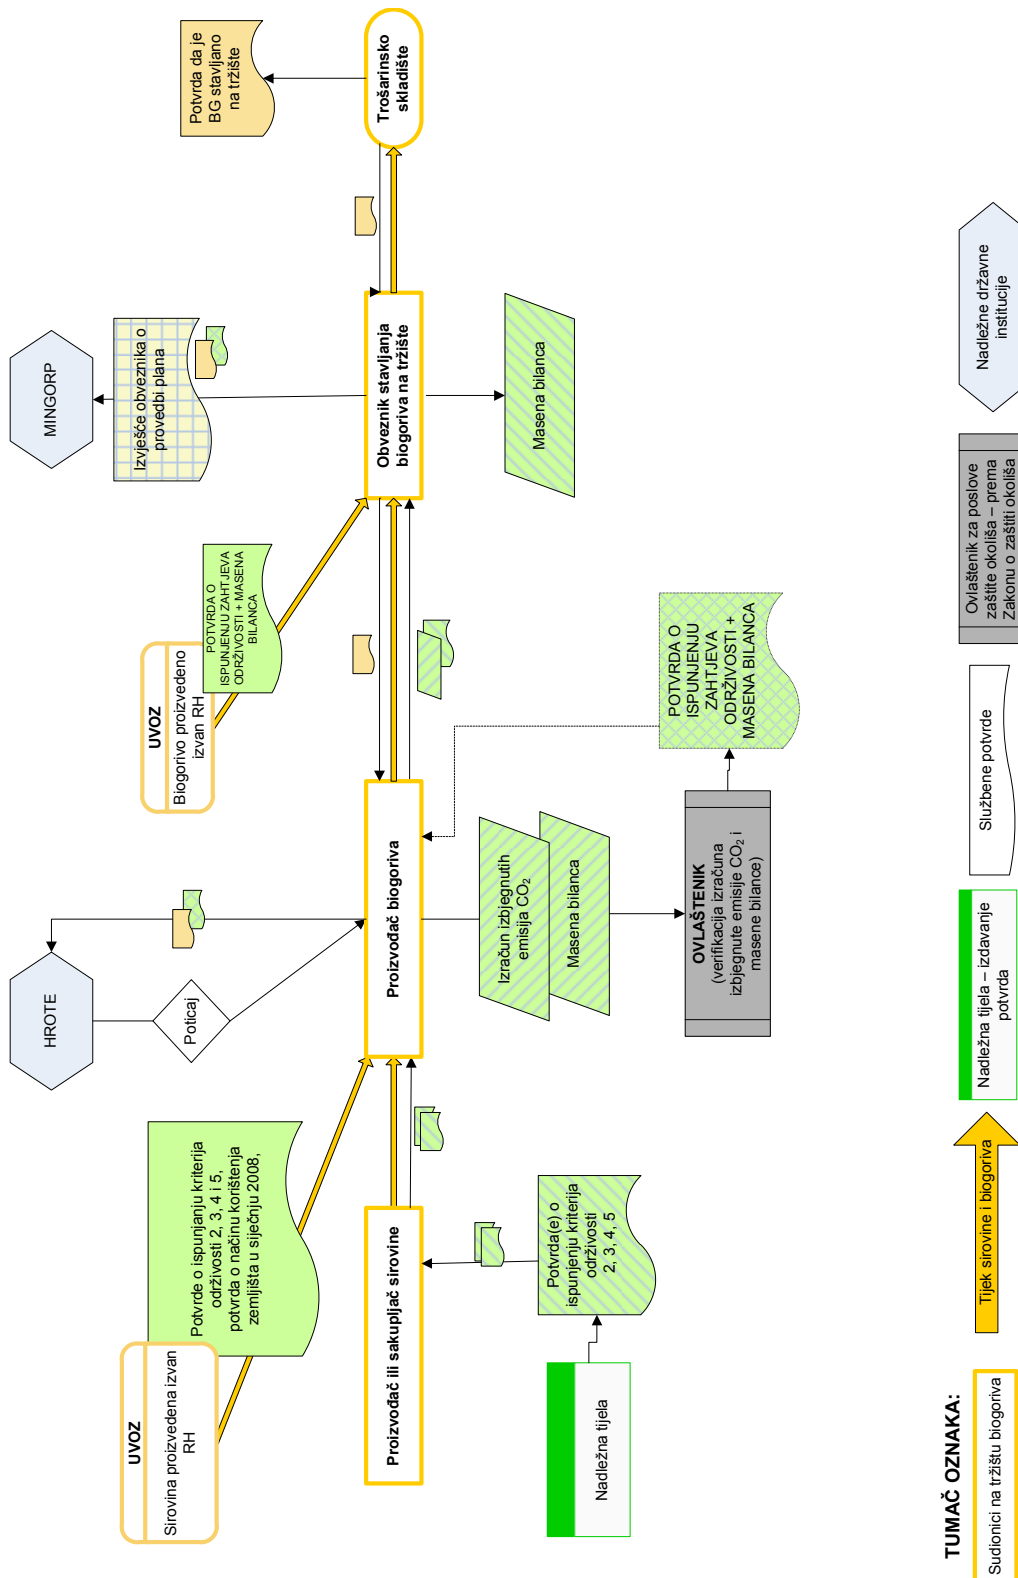 UVOZ
Sirovina proizvedena izvan
RH
Potvrde o ispunjanju kriterija
održivosti 2, 3, 4 i 5,
potvrda o načinu korištenja
zemljišta u siječnju 2008,
HROTE
Poticaj
UVOZ
Biogorivo proizvedeno
izvan RH
POTVRDA O
ISPUNJENJU ZAHTJEVA
ODRŽIVOSTI + MASENA
BILANCA
MINGORP
Izvješće obveznika o
provedbi plana
Potvrda da je
BG stavljano
na tržište
Proizvođač ili sakupljač sirovine
Proizvođač biogoriva
Obveznik stavljanja
biogoriva na tržište
Trošarinsko
skladište
Nadležna tijela
Potvrda(e) o
ispunjenju kriterija
održivosti
2, 3, 4, 5
Izračun izbjegnutih
emisija CO₂
Masena bilanca
OVLAŠTENIK
(verifikacija izračuna
izbjegnute emisije CO₂ i
masene bilance)
POTVRDA O
ISPUNJENJU
ZAHTJEVA
ODRŽIVOSTI +
MASENA BILANCA
Masena bilanca
TUMAČ OZNAKA:
Sudionici na tržištu biogoriva
Tijek sirovine i biogoriva
Nadležna tijela – izdavanje
potvrda
Službene potvrde
Ovlaštenik za poslove
zaštite okoliša – prema
Zakonu o zaštiti okoliša
Nadležne državne
institucije